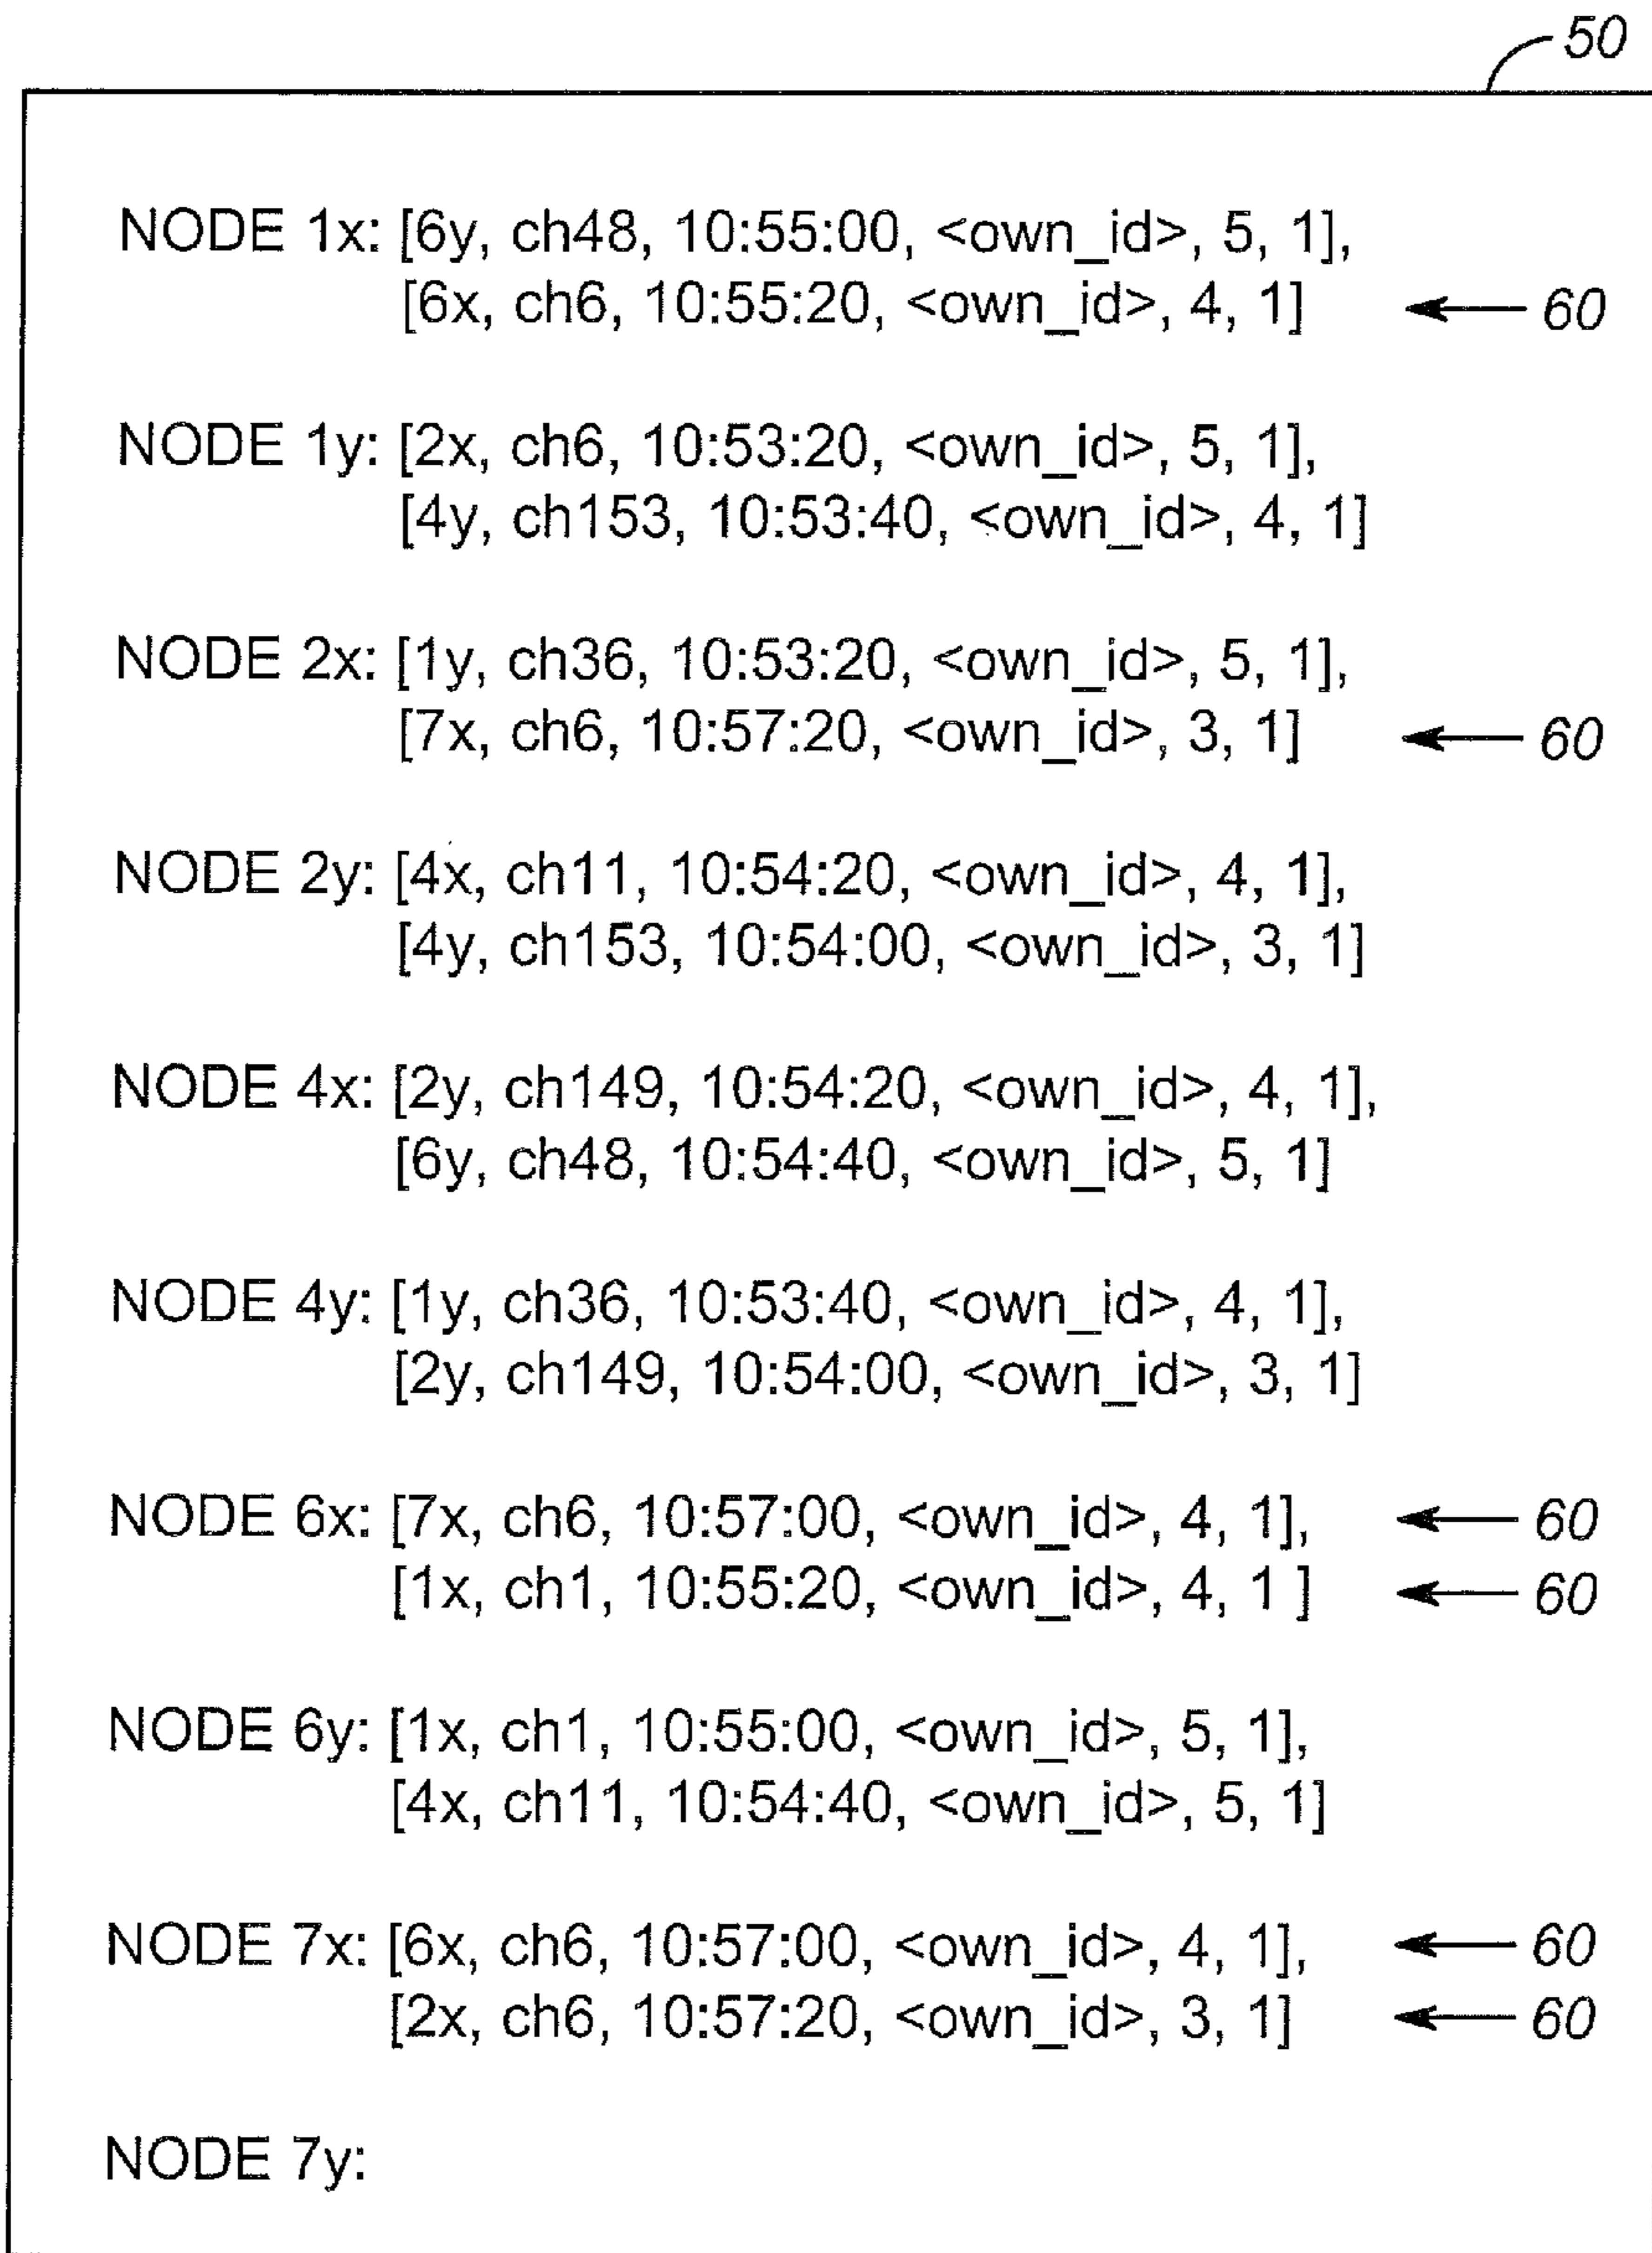 50
NODE 1x: [6y, ch48, 10:55:00, <own_id>, 5, 1],
[6x, ch6, 10:55:20, <own_id>, 4, 1] 60
NODE 1y: [2x, ch6, 10:53:20, <own_id>, 5, 1],
[4y, ch153, 10:53:40, <own_id>, 4, 1]
NODE 2x: [1y, ch36, 10:53:20, <own_id>, 5, 1],
[7x, ch6, 10:57:20, <own_id>, 3, 1] 60
NODE 2y: [4x, ch11, 10:54:20, <own_id>, 4, 1],
[4y, ch153, 10:54:00, <own_id>, 3, 1]
NODE 4x: [2y, ch149, 10:54:20, <own_id>, 4, 1],
[6y, ch48, 10:54:40, <own_id>, 5, 1]
NODE 4y: [1y, ch36, 10:53:40, <own_id>, 4, 1],
[2y, ch149, 10:54:00, <own_id>, 3, 1]
NODE 6x: [7x, ch6, 10:57:00, <own_id>, 4, 1], 60
[1x, ch1, 10:55:20, <own_id>, 4, 1 ] 60
NODE 6y: [1x, ch1, 10:55:00, <own_id>, 5, 1],
[4x, ch11, 10:54:40, <own_id>, 5, 1]
NODE 7x: [6x, ch6, 10:57:00, <own_id>, 4, 1], 60
[2x, ch6, 10:57:20, <own_id>, 3, 1] 60
NODE 7y: